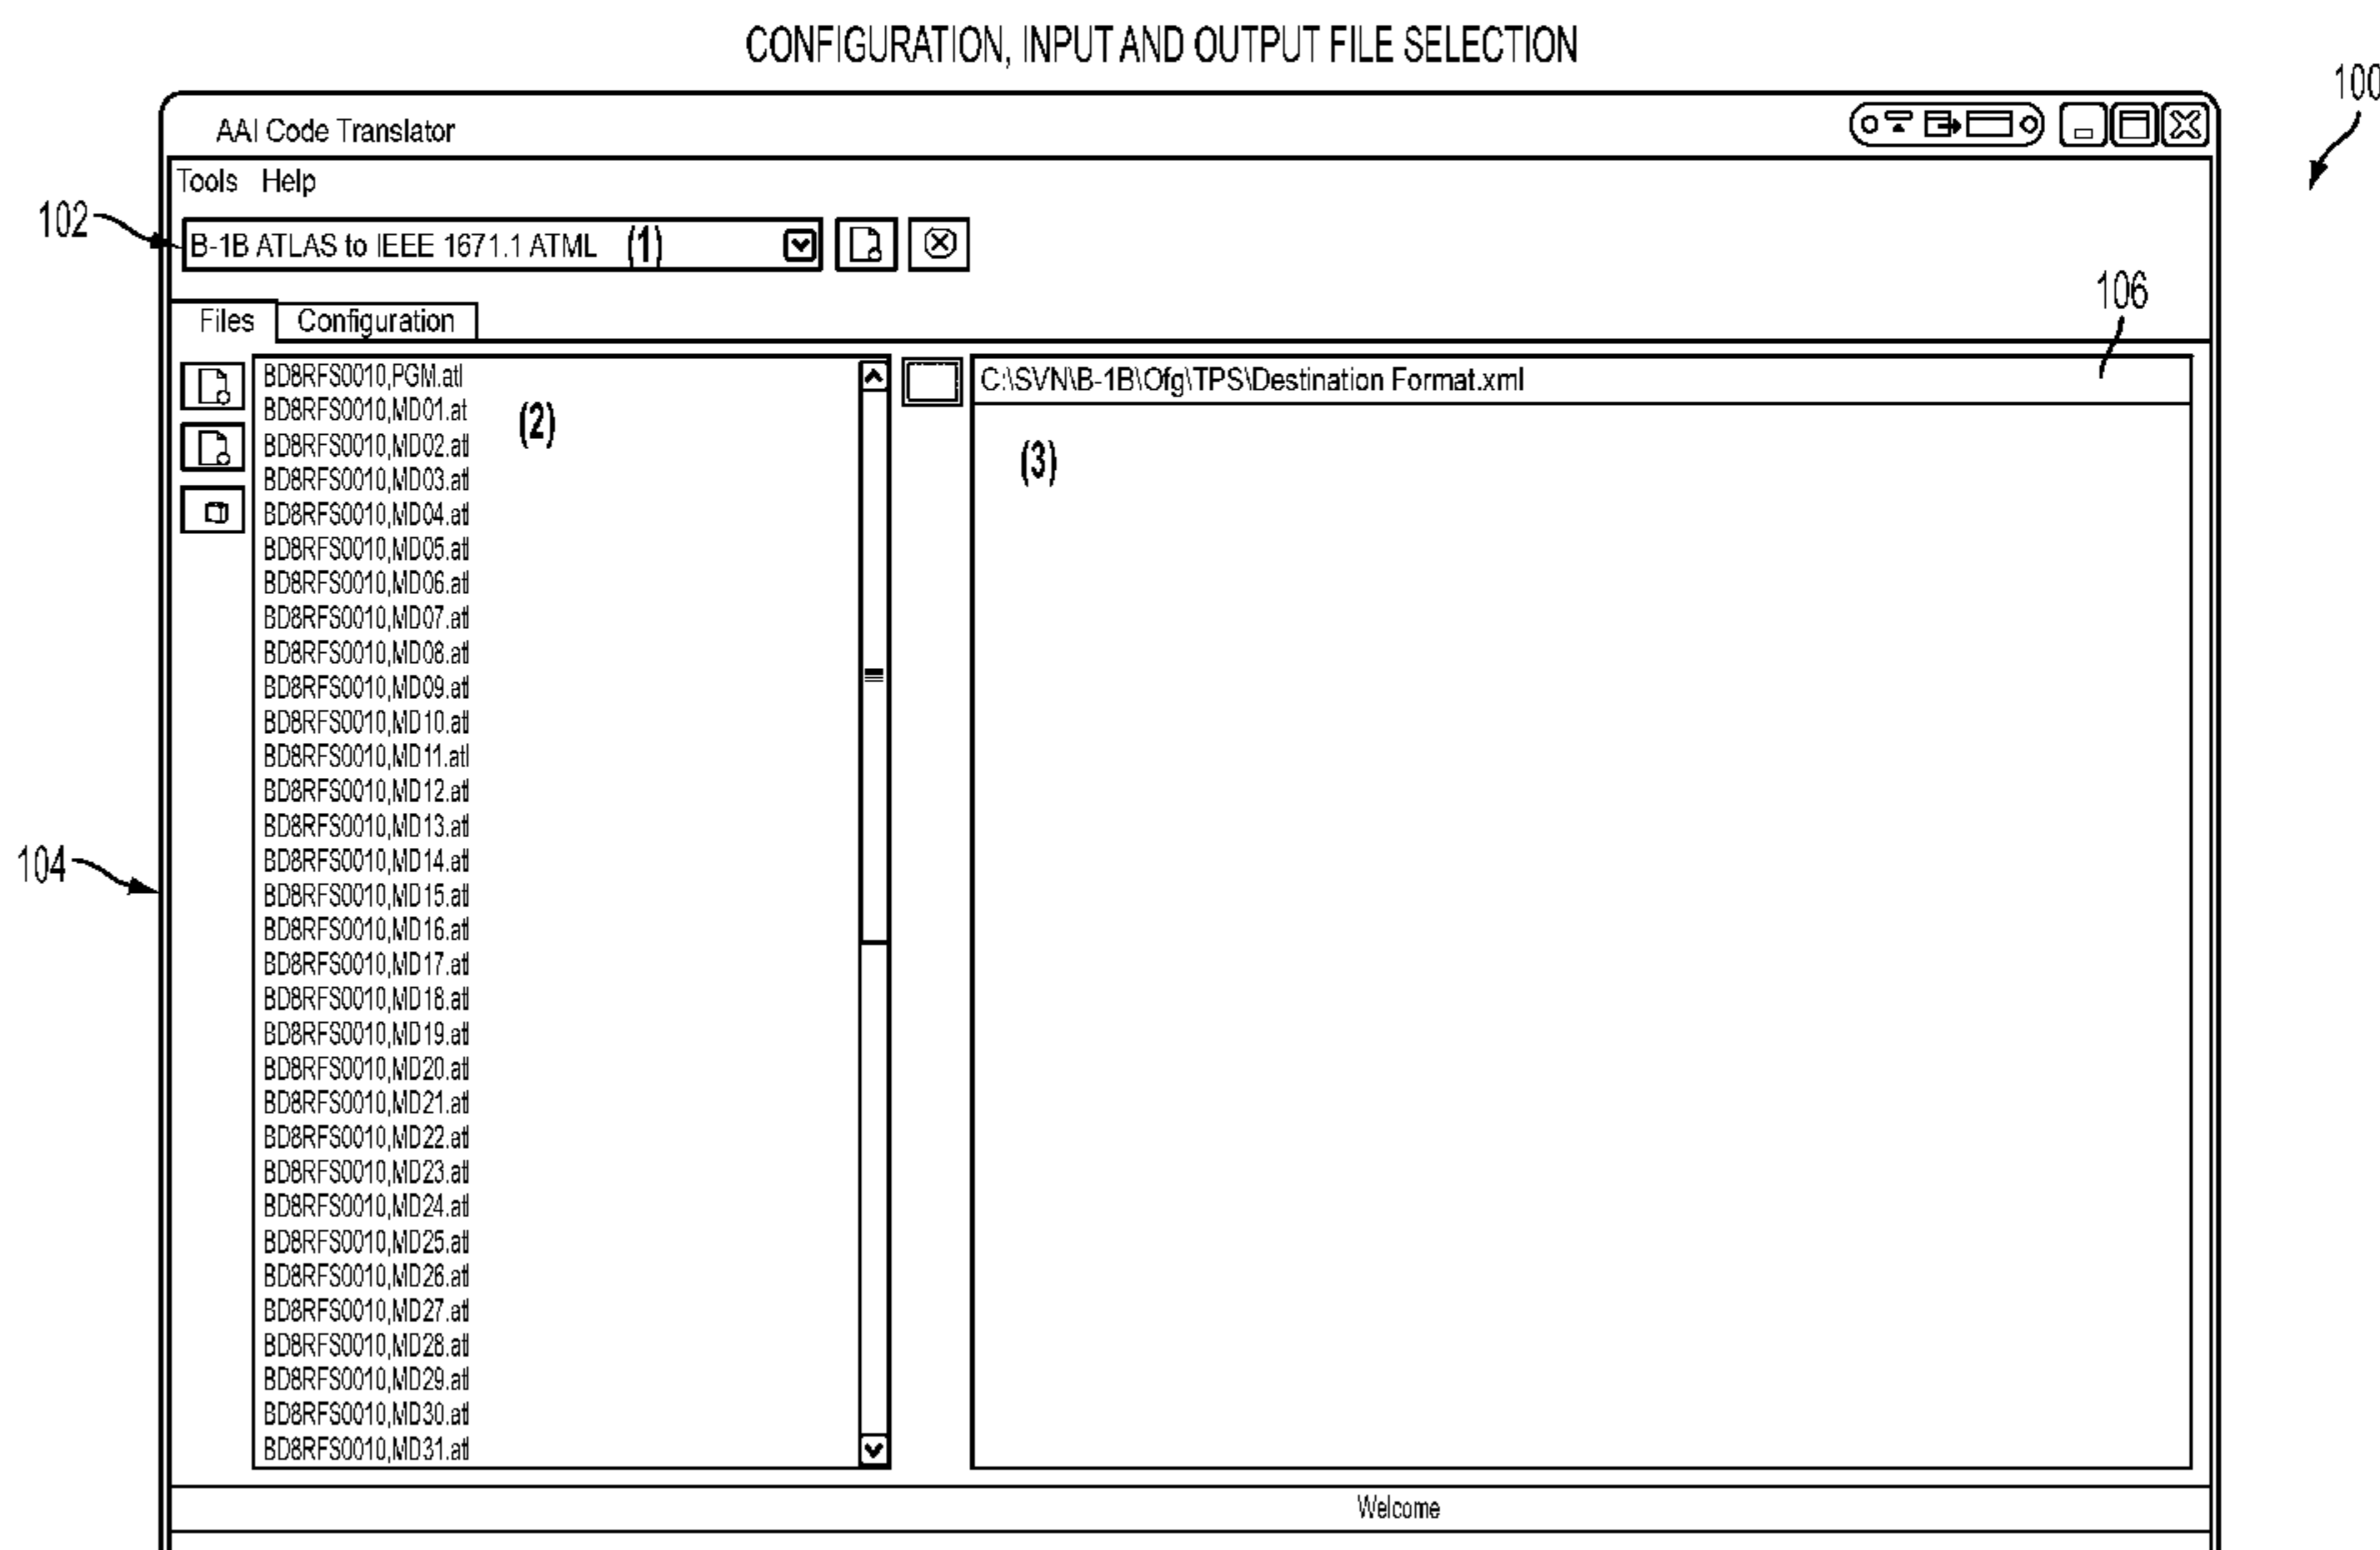 CONFIGURATION, INPUT AND OUTPUT FILE SELECTION
100
AAI Code Translator
Tools Help
102
B-1B ATLAS to IEEE 1671.1 ATML (1)
106
Files Configuration
C:\SVN\B-1B\Ofg\TPS\Destination Format.xml
BD8RFS0010,PGM.atl
BD8RFS0010,MD01.at
(2)
BD8RFS0010,MD02.atl
(3)
BD8RFS0010,MD03.atl
BD8RFS0010,MD04.atl
BD8RFS0010,MD05.atl
BD8RFS0010,MD06.atl
BD8RFS0010,MD07.atl
BD8RFS0010,MD08.atl
BD8RFS0010,MD09.atl
BD8RFS0010,MD10.atl
BD8RFS0010,MD11.atl
BD8RFS0010,MD12.atl
BD8RFS0010,MD13.atl
104
BD8RFS0010,MD14.atl
BD8RFS0010,MD15.atl
BD8RFS0010,MD16.atl
BD8RFS0010,MD17.atl
BD8RFS0010,MD18.atl
BD8RFS0010,MD19.atl
BD8RFS0010,MD20.atl
BD8RFS0010,MD21.atl
BD8RFS0010,MD22.atl
BD8RFS0010,MD23.atl
BD8RFS0010,MD24.atl
BD8RFS0010,MD25.atl
BD8RFS0010,MD26.atl
BD8RFS0010,MD27.atl
BD8RFS0010,MD28.atl
BD8RFS0010,MD29.atl
BD8RFS0010,MD30.atl
BD8RFS0010,MD31.atl
Welcome